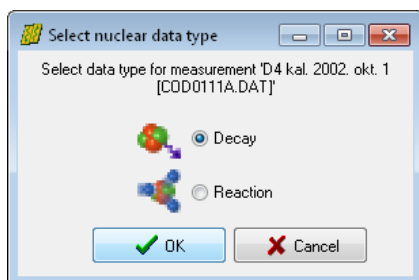 Select nuclear data type
Select data type for measurement 'D4 kal. 2002. okt. 1
[COD0111A.DAT]'
Decay
Reaction
OK
Cancel